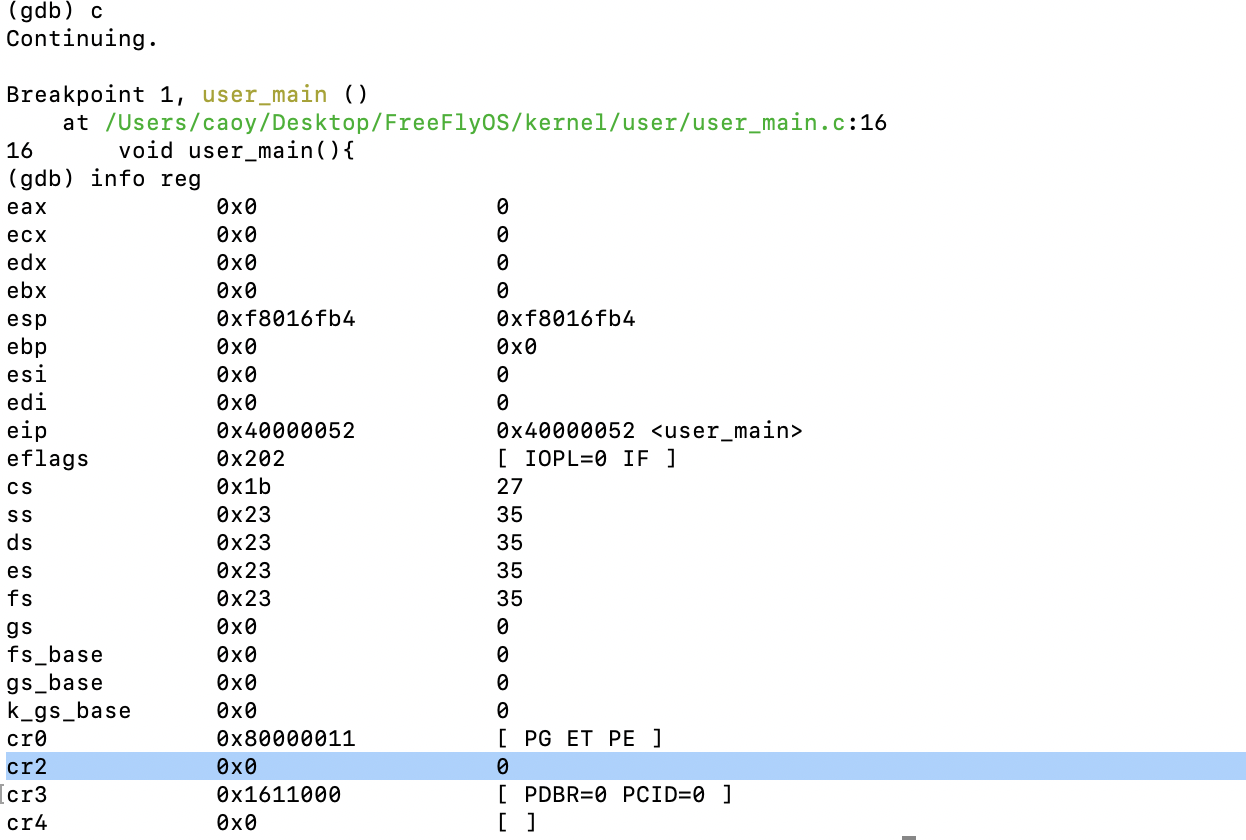 (gdb) c
Continuing.
Breakpoint 1, user_main ()
    at /Users/caoy/Desktop/FreeFlyOS/kernel/user/user_main.c:16
16      void user_main(){
(gdb) info reg
eax            0x0                 0
ecx            0x0                 0
edx            0x0                 0
ebx            0x0                 0
esp            0xf8016fb4          0xf8016fb4
ebp            0x0                 0x0
esi            0x0                 0
edi            0x0                 0
eip            0x40000052          0x40000052 <user_main>
eflags         0x202               [ IOPL=0 IF ]
cs             0x1b                27
ss             0x23                35
ds             0x23                35
es             0x23                35
fs             0x23                35
gs             0x0                 0
fs_base        0x0                 0
gs_base        0x0                 0
k_gs_base      0x0                 0
cr0            0x80000011          [ PG ET PE ]
cr2            0x0                 0
cr3            0x1611000           [ PDBR=0 PCID=0 ]
cr4            0x0                 [ ]